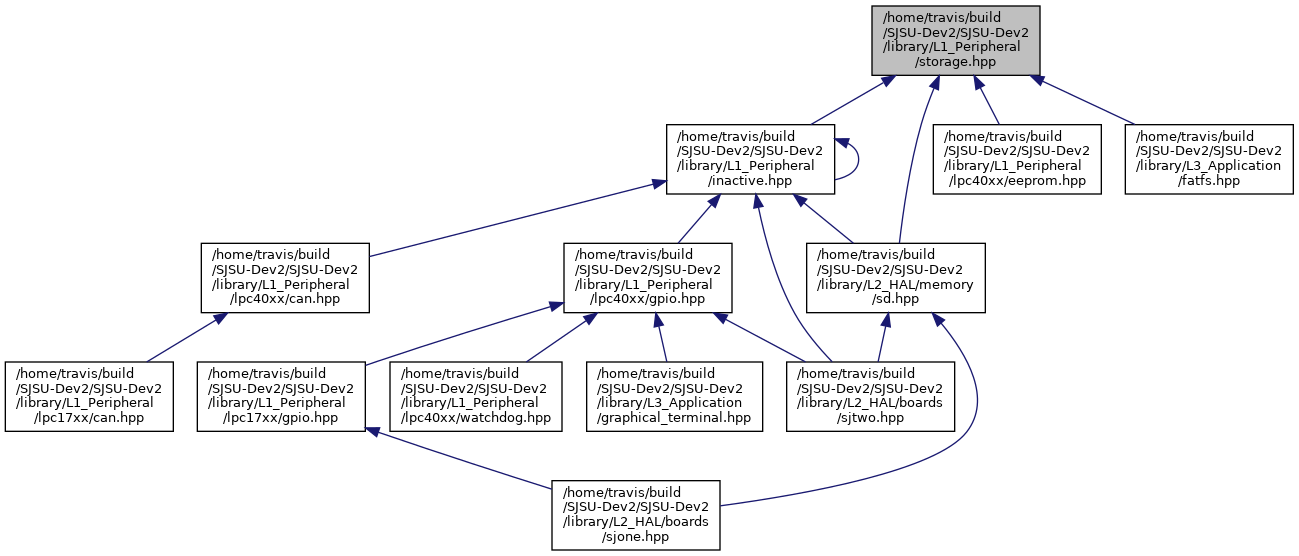 /home/travis/build
/SJSU-Dev2/SJSU-Dev2
/library/L1_Peripheral
/storage.hpp
/home/travis/build
/SJSU-Dev2/SJSU-Dev2
/library/L1_Peripheral
/inactive.hpp
/home/travis/build
/SJSU-Dev2/SJSU-Dev2
/library/L1_Peripheral
/lpc40xx/eeprom.hpp
/home/travis/build
/SJSU-Dev2/SJSU-Dev2
/library/L3_Application
/fatfs.hpp
/home/travis/build
/SJSU-Dev2/SJSU-Dev2
/library/L1_Peripheral
/lpc40xx/can.hpp
/home/travis/build
/SJSU-Dev2/SJSU-Dev2
/library/L1_Peripheral
/lpc40xx/gpio.hpp
/home/travis/build
/SJSU-Dev2/SJSU-Dev2
/library/L2_HAL/memory
/sd.hpp
/home/travis/build
/SJSU-Dev2/SJSU-Dev2
/library/L1_Peripheral
/lpc17xx/can.hpp
/home/travis/build
/SJSU-Dev2/SJSU-Dev2
/library/L1_Peripheral
/lpc17xx/gpio.hpp
/home/travis/build
/SJSU-Dev2/SJSU-Dev2
/library/L1_Peripheral
/lpc40xx/watchdog.hpp
/home/travis/build
/SJSU-Dev2/SJSU-Dev2
/library/L3_Application
/graphical_terminal.hpp
/home/travis/build
/SJSU-Dev2/SJSU-Dev2
/library/L2_HAL/boards
/sjtwo.hpp
/home/travis/build
/SJSU-Dev2/SJSU-Dev2
/library/L2_HAL/boards
/sjone.hpp